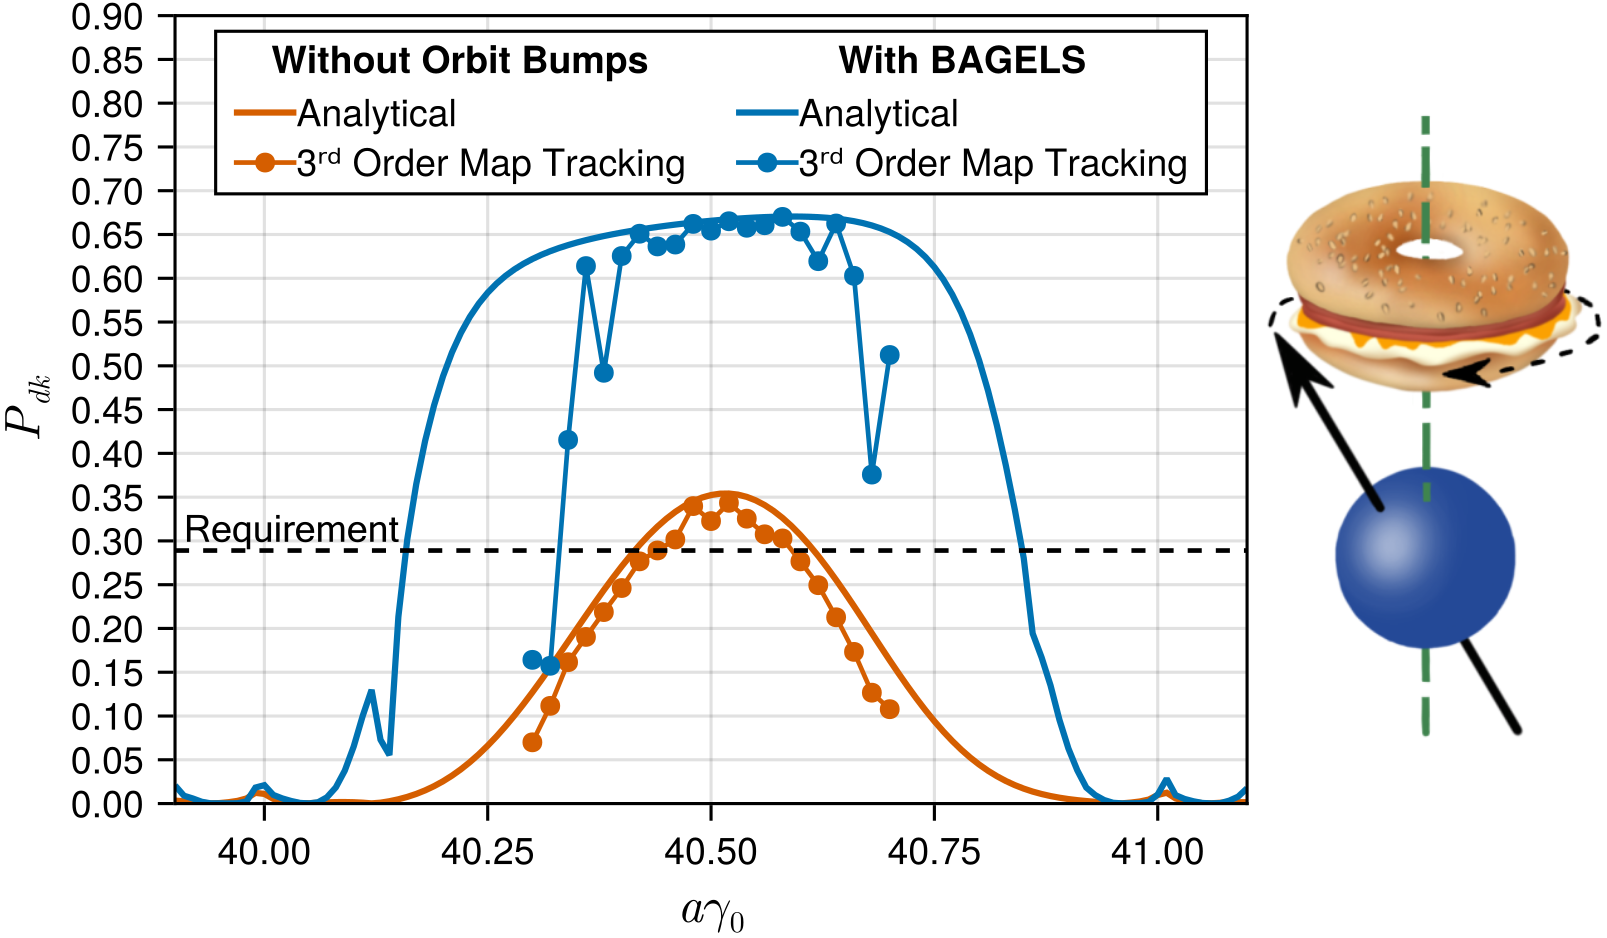 0.90
0.85
0.80
0.75
0.70
0.65
0.60
0.55
0.50
0.45
0.40
0.35
0.30
0.25
0.20
0.15
0.10
0.05
0.00
P_dk
Without Orbit Bumps
Analytical
3ʳᵈ Order Map Tracking
With BAGELS
Analytical
3ʳᵈ Order Map Tracking
Requirement
40.00 40.25 40.50 40.75 41.00
aγ₀